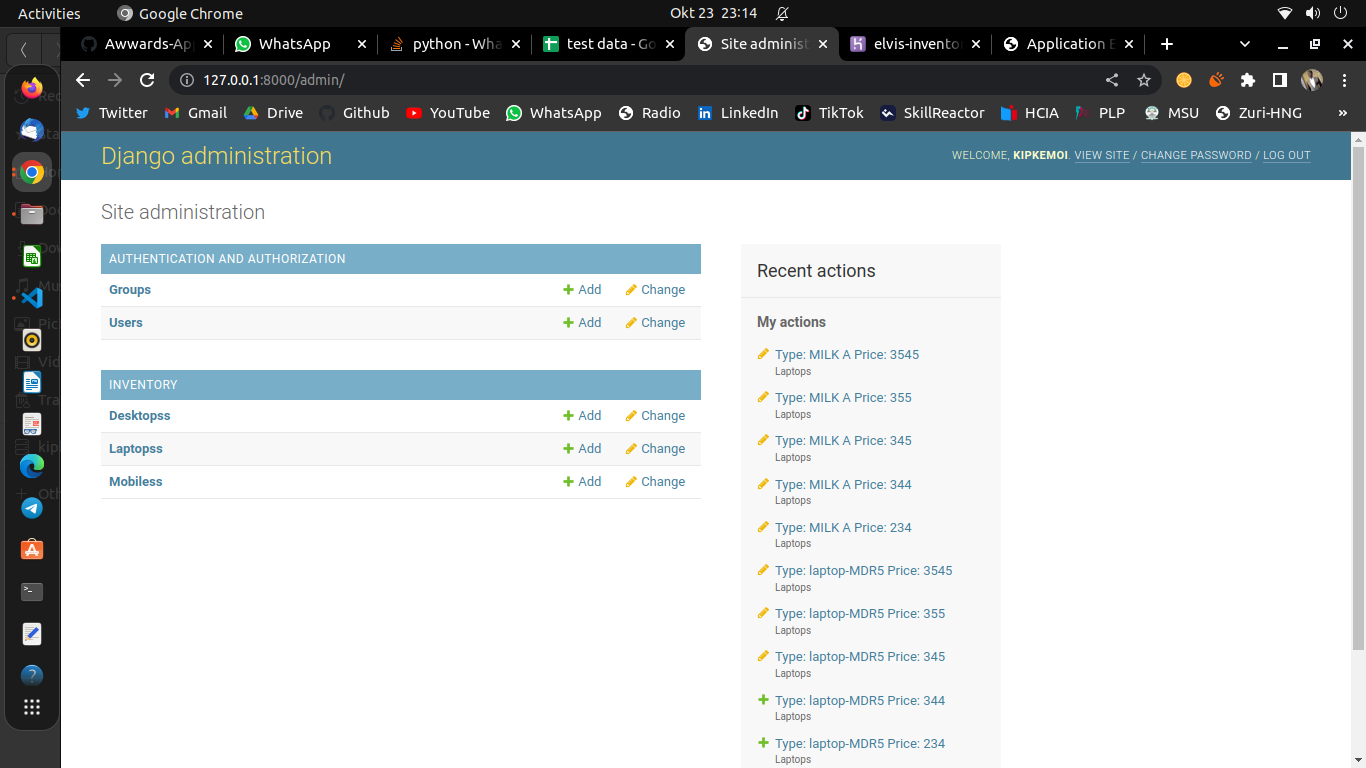 Activities
Google Chrome
Okt 23 23:14
Awwards-Ap
WhatsApp
python - Wha
test data - Go
Site administ
elvis-invento
Application E
127.0.0.1:8000/admin/
Twitter
Gmail
Drive
Github
YouTube
WhatsApp
Radio
LinkedIn
TikTok
SkillReactor
HCIA
PLP
MSU
Zuri-HNG
»
Django administration
WELCOME, KIPKEMOI. VIEW SITE / CHANGE PASSWORD / LOG OUT
Site administration
AUTHENTICATION AND AUTHORIZATION
Groups Add Change
Users Add Change
INVENTORY
Desktopss Add Change
Laptopss Add Change
Mobiless Add Change
Recent actions
My actions
Type: MILK A Price: 3545
Laptops
Type: MILK A Price: 355
Laptops
Type: MILK A Price: 345
Laptops
Type: MILK A Price: 344
Laptops
Type: MILK A Price: 234
Laptops
Type: laptop-MDR5 Price: 3545
Laptops
Type: laptop-MDR5 Price: 355
Laptops
Type: laptop-MDR5 Price: 345
Laptops
Type: laptop-MDR5 Price: 344
Laptops
Type: laptop-MDR5 Price: 234
Laptops